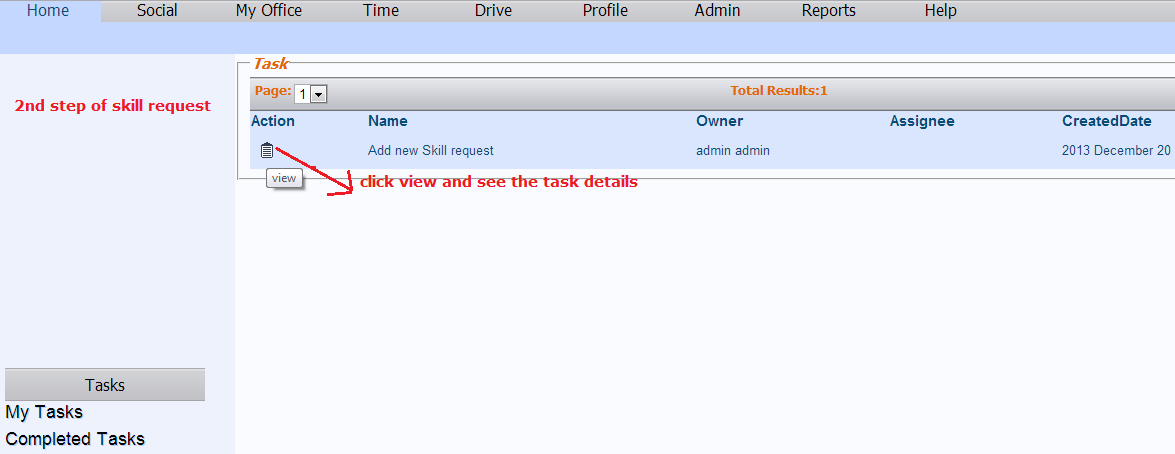 Home Social My Office Time Drive Profile Admin Reports Help
Task
Page: 1 Total Results:1
2nd step of skill request
Action Name Owner Assignee CreatedDate
Add new Skill request admin admin 2013 December 20
view
click view and see the task details
Tasks
My Tasks
Completed Tasks